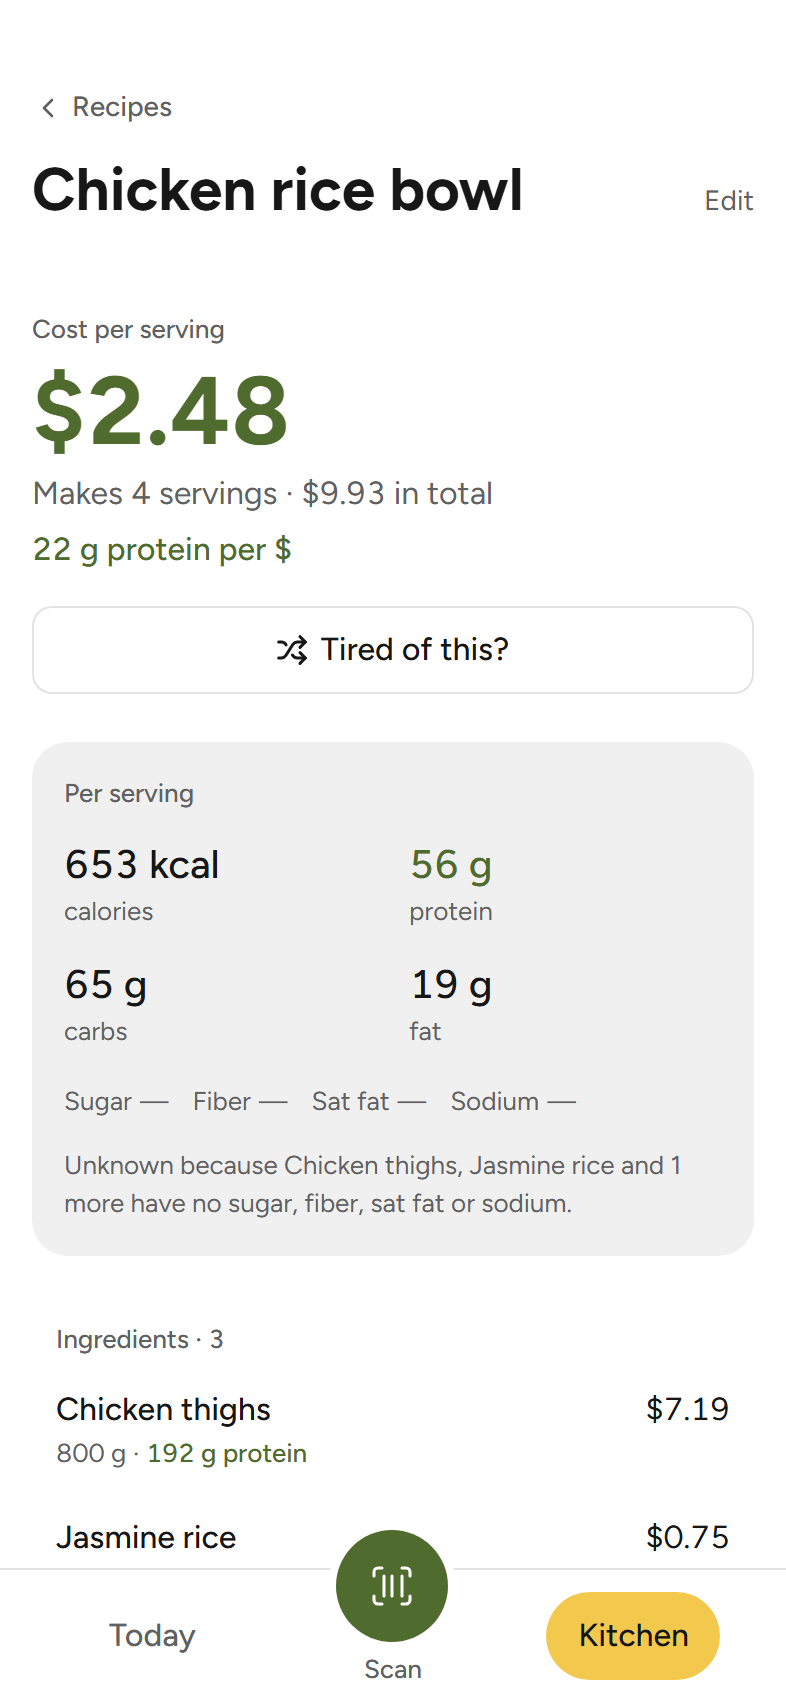 Recipes
Chicken rice bowl
Edit
Cost per serving
$2.48
Makes 4 servings · $9.93 in total
22 g protein per $
Tired of this?
Per serving
653 kcal
56 g
calories
protein
65 g
19 g
carbs
fat
Sugar — Fiber — Sat fat — Sodium —
Unknown because Chicken thighs, Jasmine rice and 1
more have no sugar, fiber, sat fat or sodium.
Ingredients · 3
Chicken thighs
$7.19
800 g · 192 g protein
Jasmine rice
$0.75
Today
Scan
Kitchen